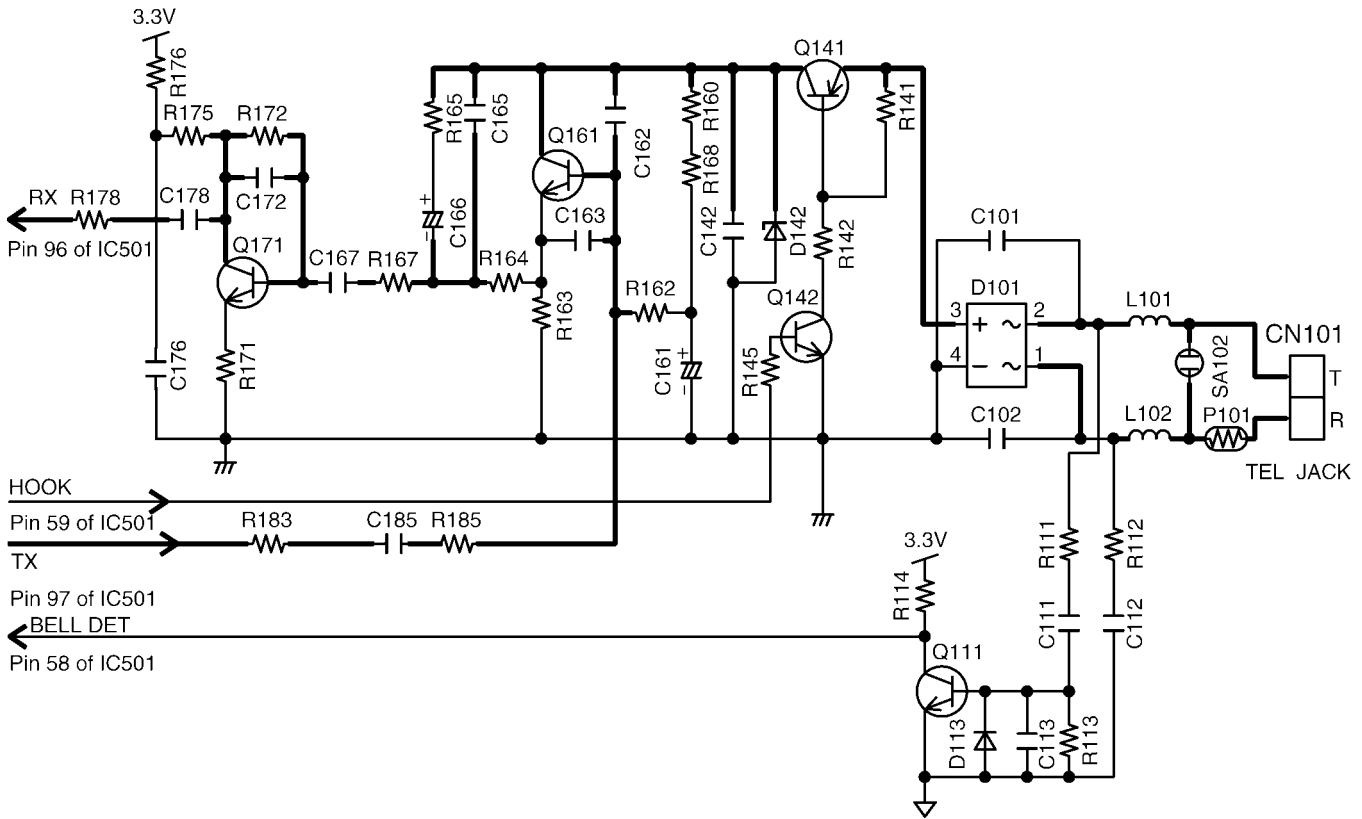 3.3V
R176
R175
R172
C172
RX
R178
C178
Pin 96 of IC501
Q171
C167
R167
R171
C176
R165
C165
C166
+
-
R164
Q161
C163
R163
C162
R162
R160
R168
C161
+
-
C142
D142
Q141
R141
R142
Q142
R145
C101
D101
3
+
~
2
4
-
~
1
C102
L101
L102
SA102
P101
CN101
T
R
TEL JACK
HOOK
Pin 59 of IC501
TX
R183
C185
R185
Pin 97 of IC501
BELL DET
Pin 58 of IC501
3.3V
R114
Q111
D113
C113
R113
R111
C111
R112
C112